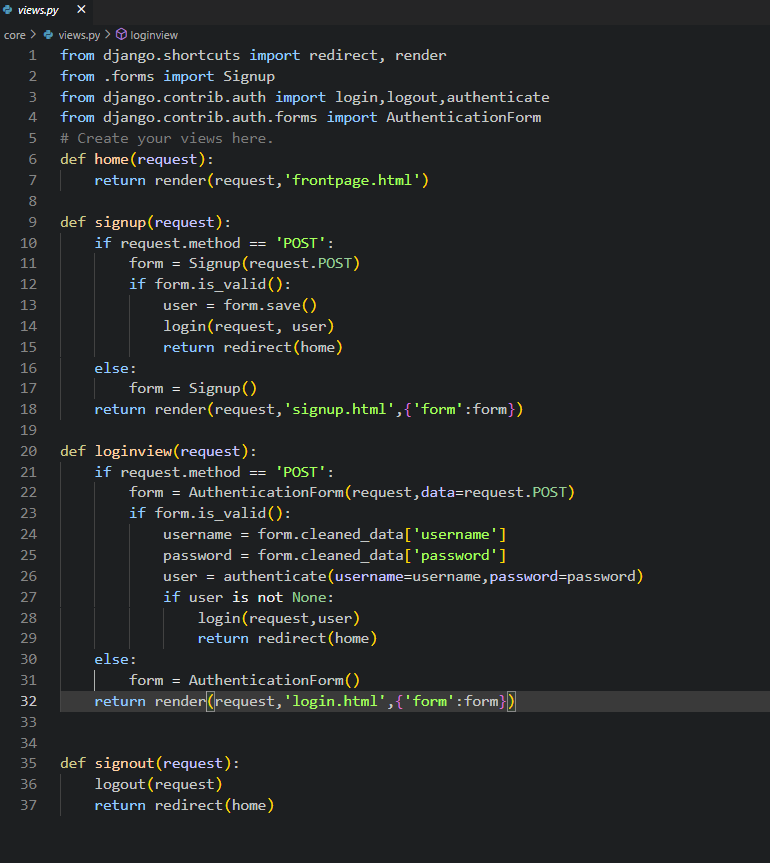 views.py ×
core > views.py > loginview
1 from django.shortcuts import redirect, render
2 from .forms import Signup
3 from django.contrib.auth import login,logout,authenticate
4 from django.contrib.auth.forms import AuthenticationForm
5 # Create your views here.
6 def home(request):
7     return render(request,'frontpage.html')
8
9 def signup(request):
10     if request.method == 'POST':
11         form = Signup(request.POST)
12         if form.is_valid():
13             user = form.save()
14             login(request, user)
15             return redirect(home)
16     else:
17         form = Signup()
18     return render(request,'signup.html',{'form':form})
19
20 def loginview(request):
21     if request.method == 'POST':
22         form = AuthenticationForm(request,data=request.POST)
23         if form.is_valid():
24             username = form.cleaned_data['username']
25             password = form.cleaned_data['password']
26             user = authenticate(username=username,password=password)
27             if user is not None:
28                 login(request,user)
29                 return redirect(home)
30     else:
31         form = AuthenticationForm()
32     return render(request,'login.html',{'form':form})
33
34
35 def signout(request):
36     logout(request)
37     return redirect(home)